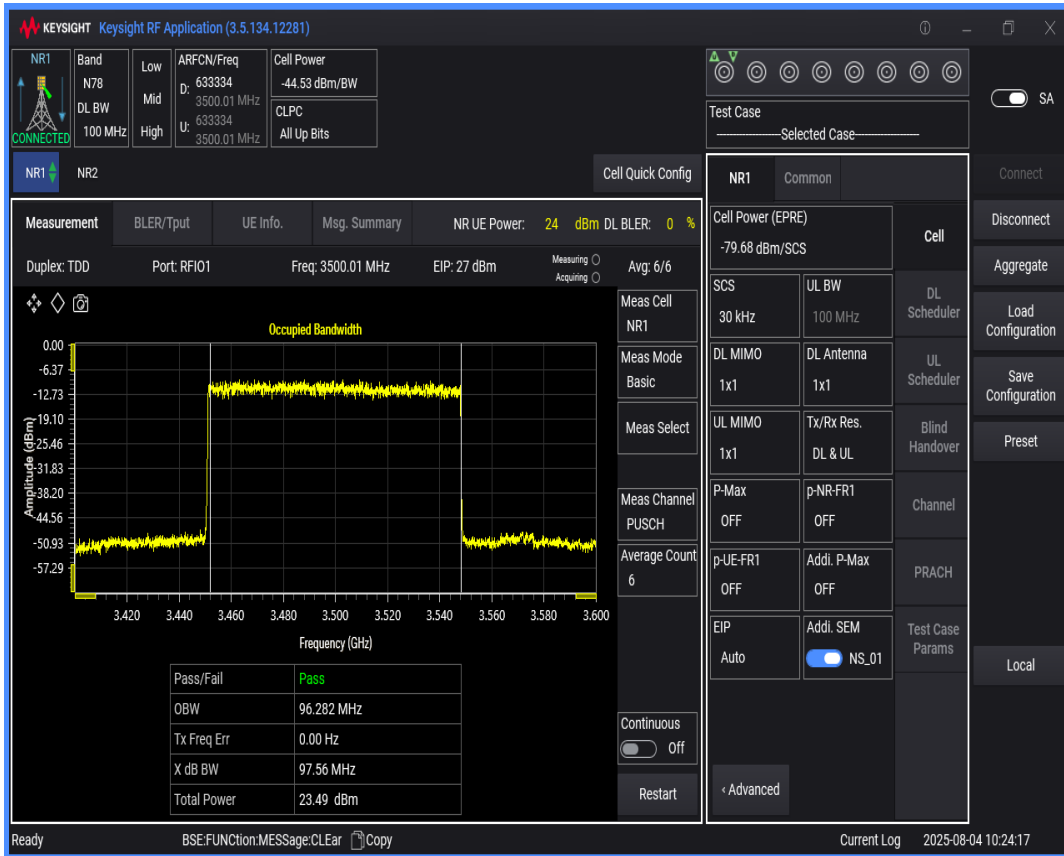 KEYSIGHT Keysight RF Application (3.5.134.12281)
NR1
CONNECTED
Band
N78
DL BW
100 MHz
Low
Mid
High
ARFCN/Freq
D: 633334
3500.01 MHz
U: 633334
3500.01 MHz
Cell Power
-44.53 dBm/BW
CLPC
All Up Bits
Test Case
--------------------Selected Case--------------------
SA
NR1
NR2
Cell Quick Config
NR1
Common
Connect
Disconnect
Aggregate
Load
Configuration
Save
Configuration
Preset
Local
Measurement
BLER/Tput
UE Info.
Msg. Summary
NR UE Power: 24 dBm DL BLER: 0 %
Duplex: TDD
Port: RFIO1
Freq: 3500.01 MHz
EIP: 27 dBm
Measuring
Acquiring
Avg: 6/6
Occupied Bandwidth
Amplitude (dBm)
0.00
-6.37
-12.73
-19.10
-25.46
-31.83
-38.20
-44.56
-50.93
-57.29
3.420 3.440 3.460 3.480 3.500 3.520 3.540 3.560 3.580 3.600
Frequency (GHz)
Pass/Fail Pass
OBW 96.282 MHz
Tx Freq Err 0.00 Hz
X dB BW 97.56 MHz
Total Power 23.49 dBm
Meas Cell
NR1
Meas Mode
Basic
Meas Select
Meas Channel
PUSCH
Average Count
6
Continuous
Off
Restart
Cell Power (EPRE)
-79.68 dBm/SCS
SCS
30 kHz
UL BW
100 MHz
DL MIMO
1x1
DL Antenna
1x1
UL MIMO
1x1
Tx/Rx Res.
DL & UL
P-Max
OFF
p-NR-FR1
OFF
p-UE-FR1
OFF
Addi. P-Max
OFF
EIP
Auto
Addi. SEM
NS_01
‹ Advanced
Cell
DL
Scheduler
UL
Scheduler
Blind
Handover
Channel
PRACH
Test Case
Params
Ready
BSE:FUNCtion:MESSage:CLEar Copy
Current Log
2025-08-04 10:24:17